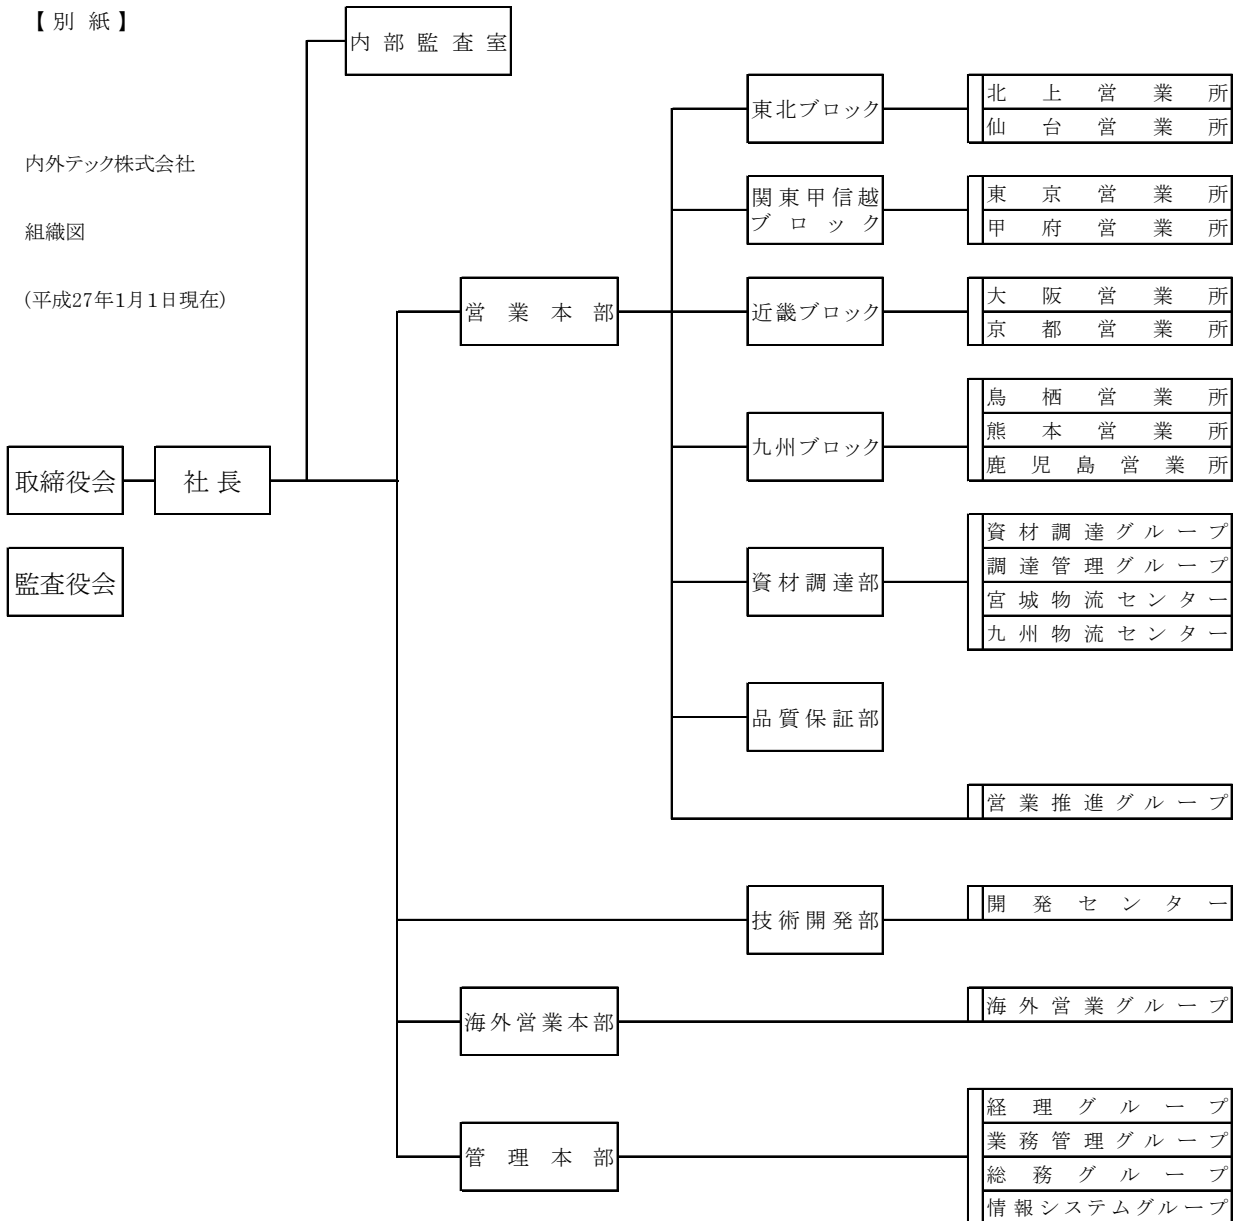 【別紙】
内部監査室
内外テック株式会社
組織図
(平成27年1月1日現在)
取締役会
社長
監査役会
営業本部
東北ブロック
北上営業所
仙台営業所
関東甲信越
ブロック
東京営業所
甲府営業所
近畿ブロック
大阪営業所
京都営業所
九州ブロック
鳥栖営業所
熊本営業所
鹿児島営業所
資材調達部
資材調達グループ
調達管理グループ
宮城物流センター
九州物流センター
品質保証部
営業推進グループ
技術開発部
開発センター
海外営業本部
海外営業グループ
管理本部
経理グループ
業務管理グループ
総務グループ
情報システムグループ